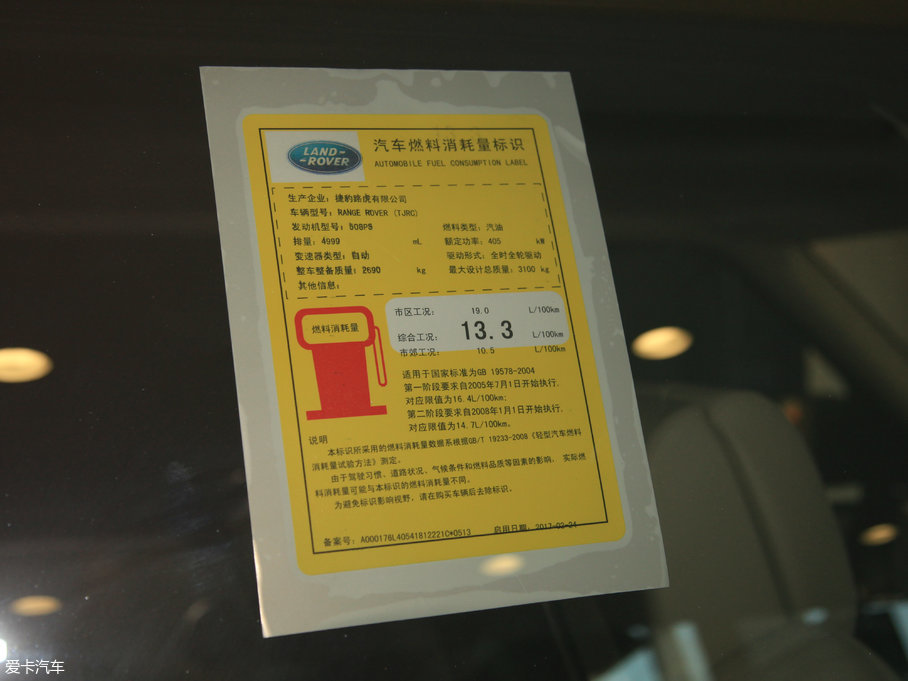 LAND-
-ROVER
汽车燃料消耗量标识
AUTOMOBILE FUEL CONSUMPTION LABEL
生产企业：捷豹路虎有限公司
车辆型号：RANGE ROVER (TJRC)
发动机型号：508PS 燃料类型：汽油
排量：4999 mL 额定功率：405 kW
变速器类型：自动 驱动形式：全时全轮驱动
整车整备质量：2690 kg 最大设计总质量：3100 kg
其他信息：
燃料消耗量
市区工况： 19.0 L/100km
综合工况： 13.3 L/100km
市郊工况： 10.5 L/100km
适用于国家标准为GB 19578-2004
第一阶段要求自2005年7月1日开始执行，
对应限值为16.4L/100km;
第二阶段要求自2008年1月1日开始执行，
对应限值为14.7L/100km。
说明
本标识所采用的燃料消耗量数据系根据GB/T 19233-2008《轻型汽车燃料
消耗量试验方法》测定。
由于驾驶习惯、道路状况、气候条件和燃料品质等因素的影响， 实际燃
料消耗量可能与本标识的燃料消耗量不同。
为避免标识影响视野，请在购买车辆后去除标识。
备案号：A000176L40541812221C*0513 启用日期：2017-02-24
爱卡汽车